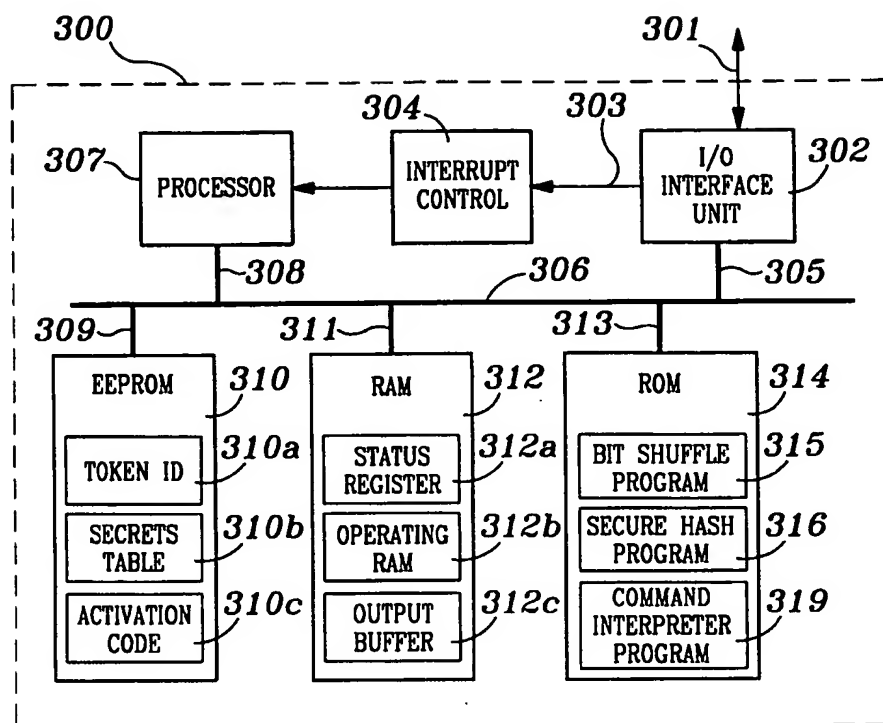 300
301
304
303
307
PROCESSOR
INTERRUPT
CONTROL
I/O
INTERFACE
UNIT
302
308
306
305
309
311
313
EEPROM
310
RAM
312
ROM
314
TOKEN ID
310a
STATUS
REGISTER
312a
BIT SHUFFLE
PROGRAM
315
SECRETS
TABLE
310b
OPERATING
RAM
312b
SECURE HASH
PROGRAM
316
ACTIVATION
CODE
310c
OUTPUT
BUFFER
312c
COMMAND
INTERPRETER
PROGRAM
319